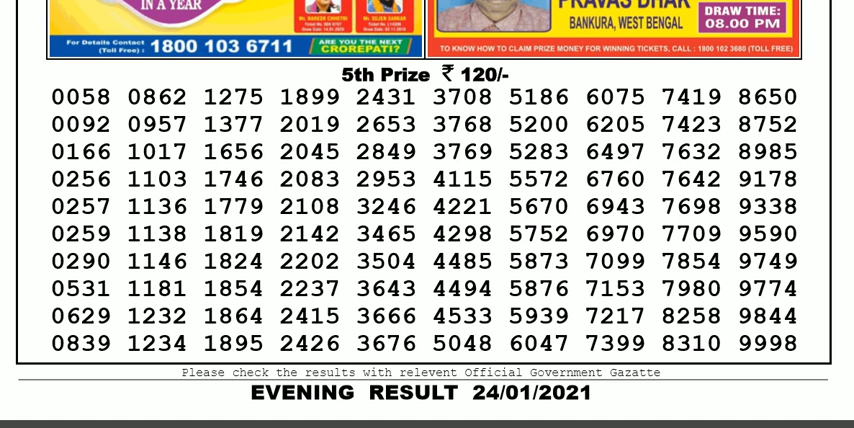 IN A YEAR
For Details Contact
(Toll Free) : 1800 103 6711
ARE YOU THE NEXT
CROREPATI?
PRAVAS DHAR
BANKURA, WEST BENGAL
DRAW TIME:
08.00 PM
TO KNOW HOW TO CLAIM PRIZE MONEY FOR WINNING TICKETS, CALL : 1800 102 3680 (TOLL FREE)
5th Prize ₹ 120/-
0058 0862 1275 1899 2431 3708 5186 6075 7419 8650
0092 0957 1377 2019 2653 3768 5200 6205 7423 8752
0166 1017 1656 2045 2849 3769 5283 6497 7632 8985
0256 1103 1746 2083 2953 4115 5572 6760 7642 9178
0257 1136 1779 2108 3246 4221 5670 6943 7698 9338
0259 1138 1819 2142 3465 4298 5752 6970 7709 9590
0290 1146 1824 2202 3504 4485 5873 7099 7854 9749
0531 1181 1854 2237 3643 4494 5876 7153 7980 9774
0629 1232 1864 2415 3666 4533 5939 7217 8258 9844
0839 1234 1895 2426 3676 5048 6047 7399 8310 9998
Please check the results with relevent Official Government Gazatte
EVENING RESULT 24/01/2021